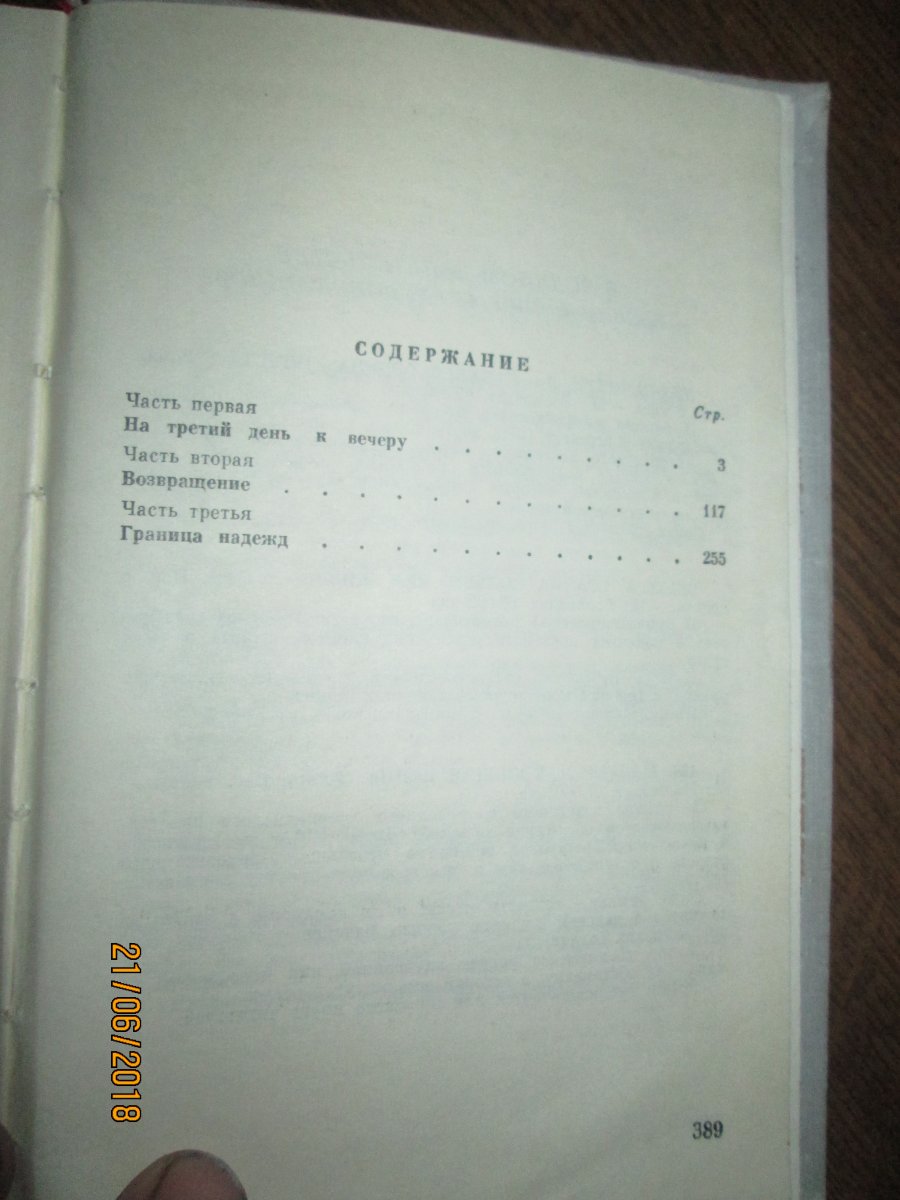 СОДЕРЖАНИЕ
Стр.
Часть первая
На третий день к вечеру . . . . . . . . . 3
Часть вторая
Возвращение . . . . . . . . . . . . 117
Часть третья
Граница надежд . . . . . . . . . . . 255
389
21/06/2018